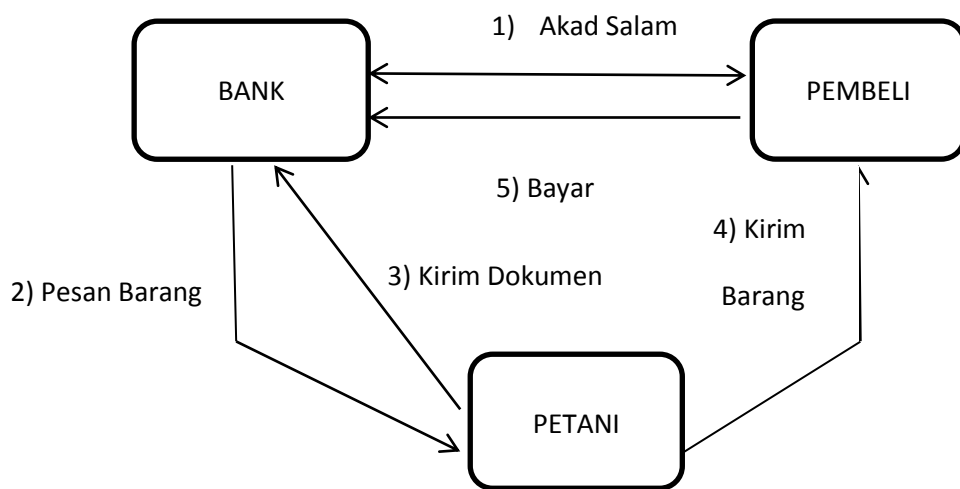 1) Akad Salam
BANK
PEMBELI
5) Bayar
4) Kirim
3) Kirim Dokumen
2) Pesan Barang
Barang
PETANI